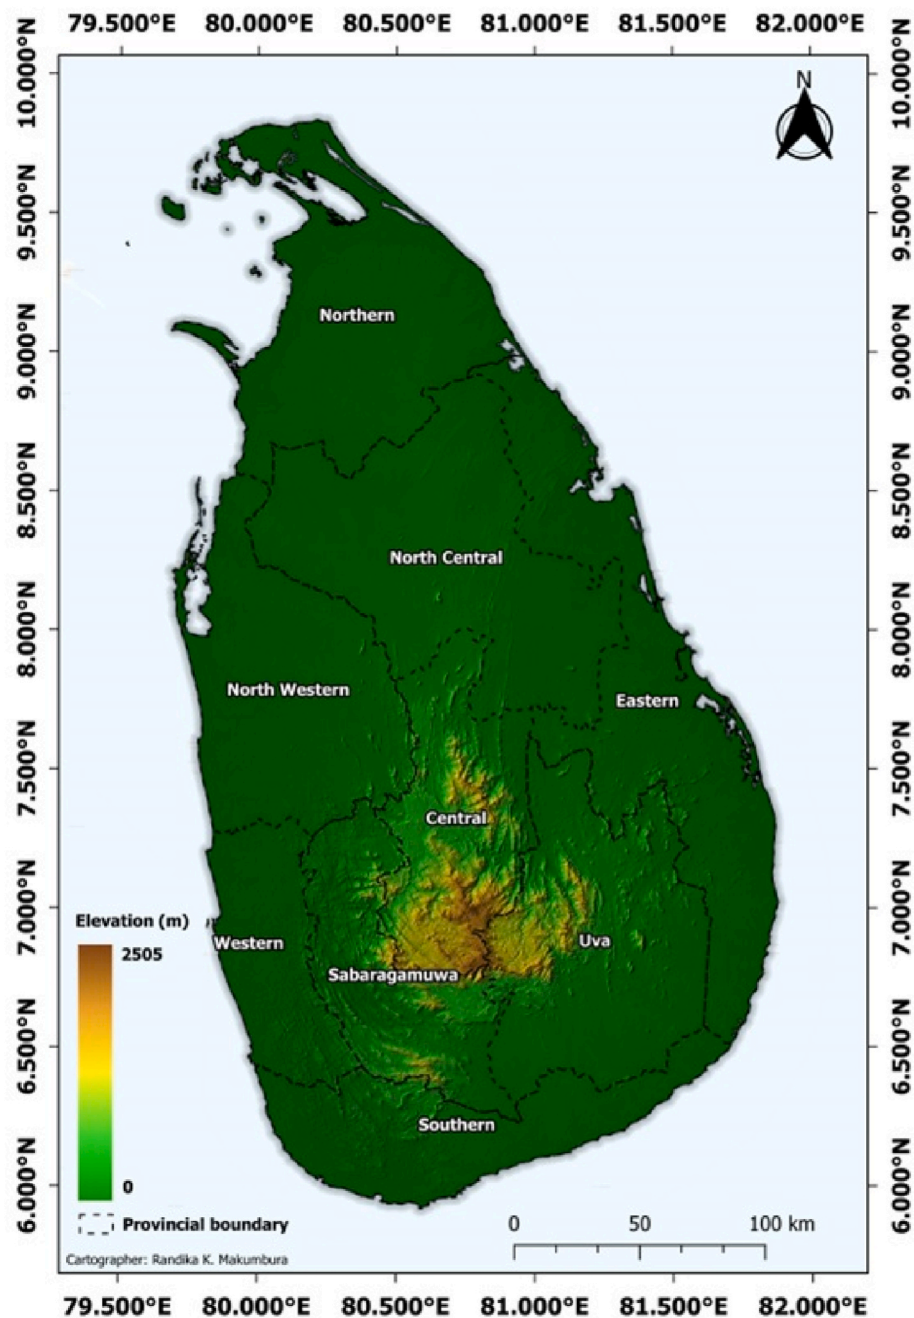 79.500°E 80.000°E 80.500°E 81.000°E 81.500°E 82.000°E
10.000°N
9.500°N
9.000°N
8.500°N
8.000°N
7.500°N
7.000°N
6.500°N
6.000°N
N
10.000°N
9.500°N
9.000°N
8.500°N
8.000°N
7.500°N
7.000°N
6.500°N
6.000°N
Northern
North Central
North Western
Eastern
Central
Western
Uva
Sabaragamuwa
Southern
Elevation (m)
2505
0
Provincial boundary
Cartographer: Randika K. Makumbura
0 50 100 km
79.500°E 80.000°E 80.500°E 81.000°E 81.500°E 82.000°E